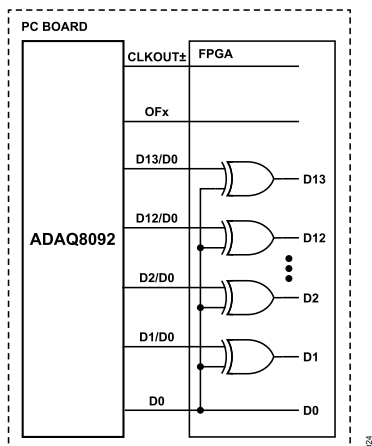 PC BOARD
CLKOUT± FPGA
OFx
D13/D0
D13
D12/D0
D12
ADAQ8092
D2/D0
D2
D1/D0
D1
D0
D0
124